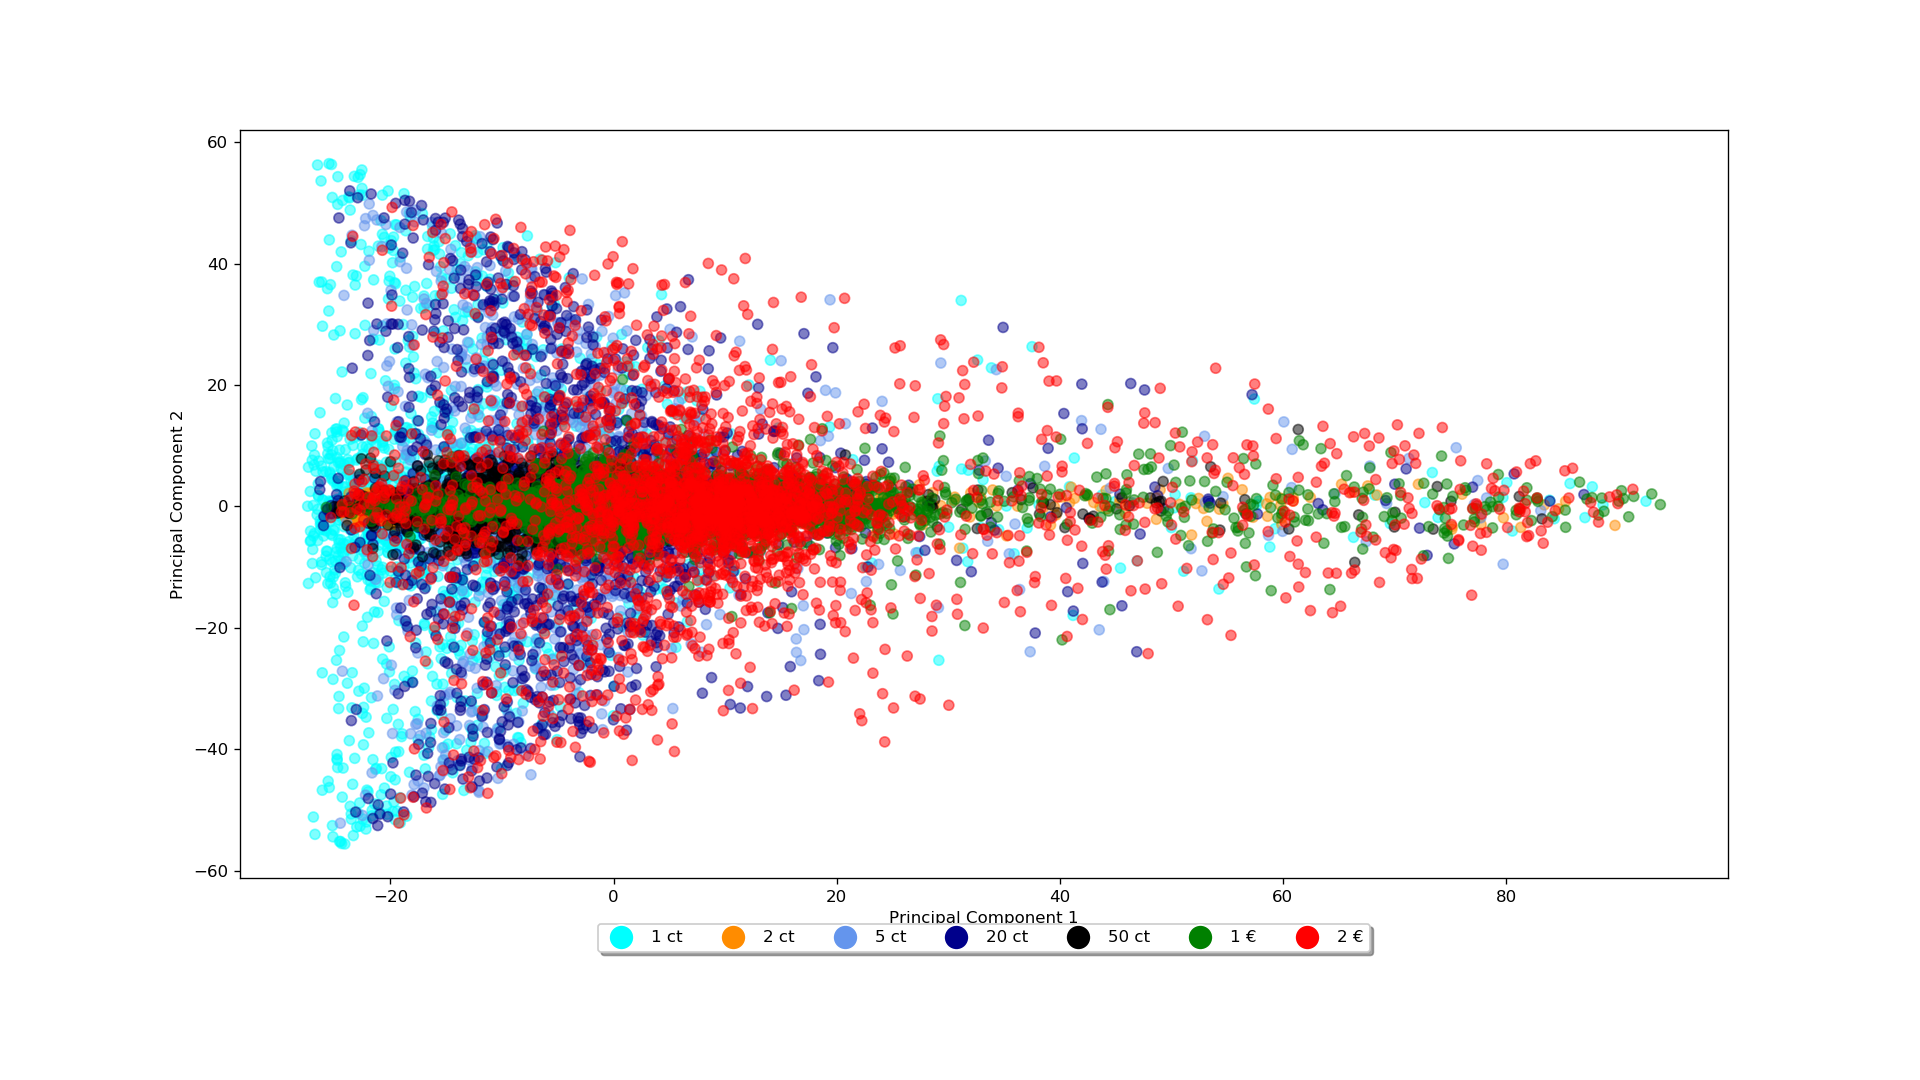 60
40
20
0
−20
−40
−60
Principal Component 2
−20 0 20 40 60 80
Principal Component 1
1 ct 2 ct 5 ct 20 ct 50 ct 1 € 2 €